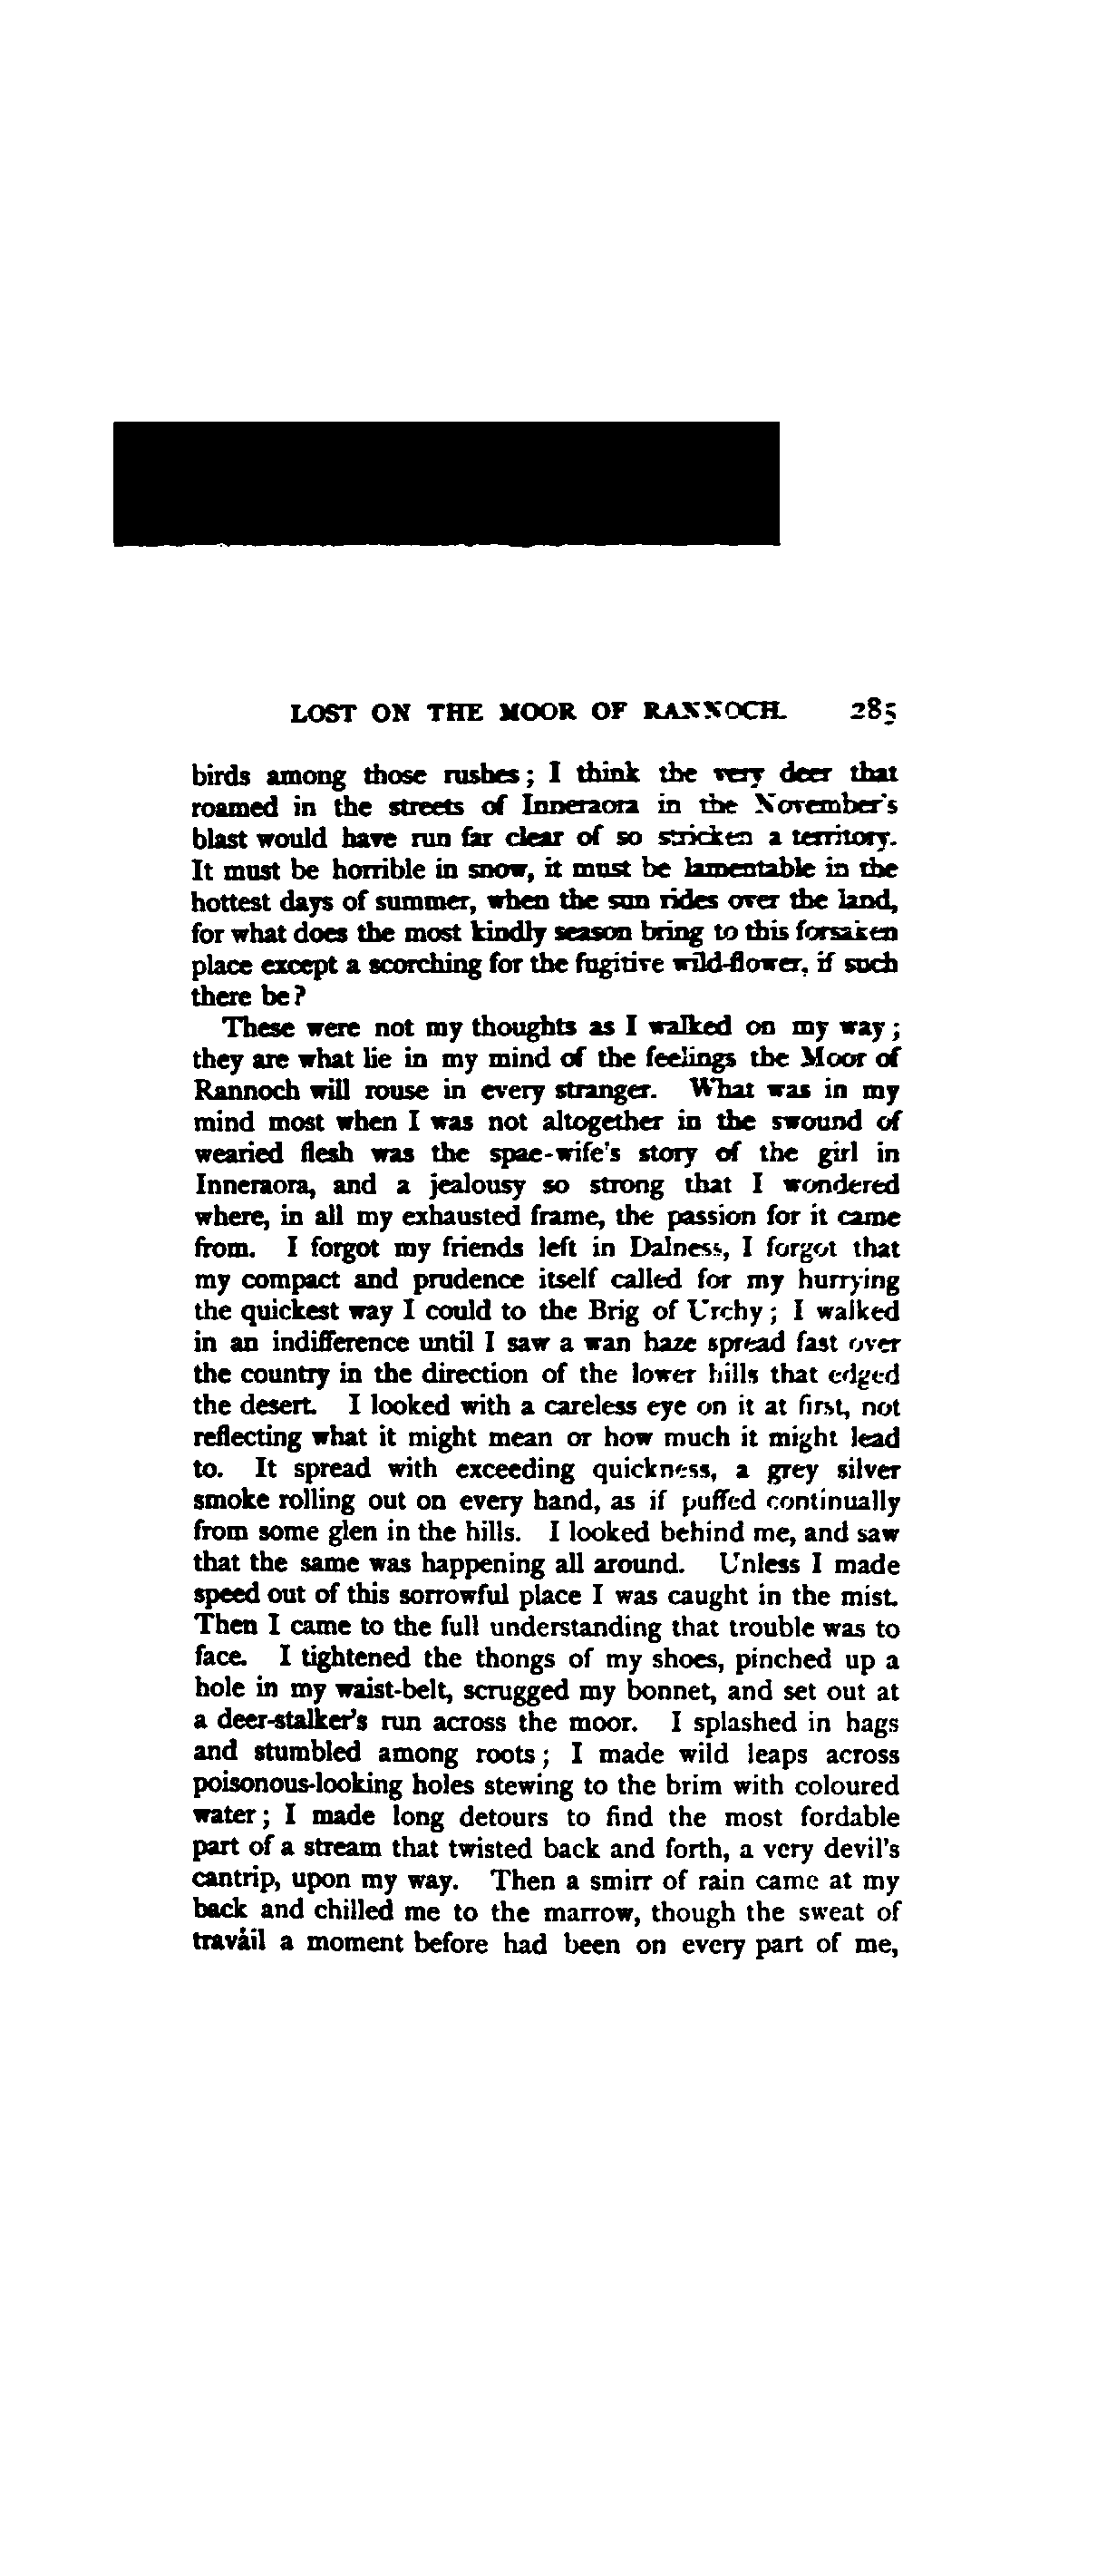 LOST ON THE MOOR OF RANNOCH. 285
birds among those rushes; I think the very deer that
roamed in the streets of Inneraora in the November's
blast would have run far clear of so stricken a territory.
It must be horrible in snow, it must be lamentable in the
hottest days of summer, when the sun rides over the land,
for what does the most kindly season bring to this forsaken
place except a scorching for the fugitive wild-flower, if such
there be?
These were not my thoughts as I walked on my way;
they are what lie in my mind of the feelings the Moor of
Rannoch will rouse in every stranger. What was in my
mind most when I was not altogether in the swound of
wearied flesh was the spae-wife's story of the girl in
Inneraora, and a jealousy so strong that I wondered
where, in all my exhausted frame, the passion for it came
from. I forgot my friends left in Dalness, I forgot that
my compact and prudence itself called for my hurrying
the quickest way I could to the Brig of Urchy; I walked
in an indifference until I saw a wan haze spread fast over
the country in the direction of the lower hills that edged
the desert. I looked with a careless eye on it at first, not
reflecting what it might mean or how much it might lead
to. It spread with exceeding quickness, a grey silver
smoke rolling out on every hand, as if puffed continually
from some glen in the hills. I looked behind me, and saw
that the same was happening all around. Unless I made
speed out of this sorrowful place I was caught in the mist.
Then I came to the full understanding that trouble was to
face. I tightened the thongs of my shoes, pinched up a
hole in my waist-belt, scrugged my bonnet, and set out at
a deer-stalker's run across the moor. I splashed in hags
and stumbled among roots; I made wild leaps across
poisonous-looking holes stewing to the brim with coloured
water; I made long detours to find the most fordable
part of a stream that twisted back and forth, a very devil's
cantrip, upon my way. Then a smirr of rain came at my
back and chilled me to the marrow, though the sweat of
travail a moment before had been on every part of me,